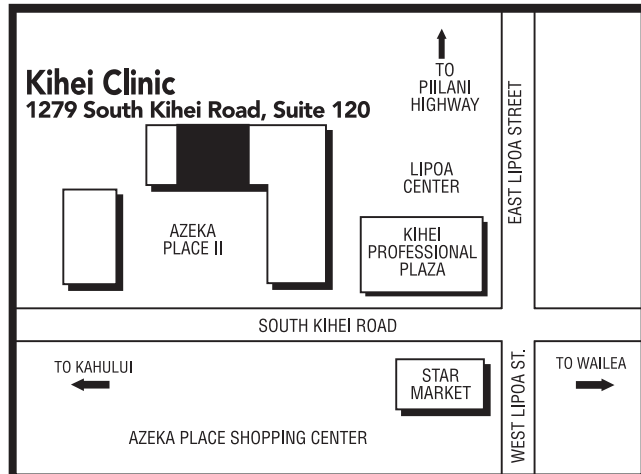 Kihei Clinic
1279 South Kihei Road, Suite 120
TO
PIILANI
HIGHWAY
EAST LIPOA STREET
LIPOA
CENTER
AZEKA
PLACE II
KIHEI
PROFESSIONAL
PLAZA
SOUTH KIHEI ROAD
TO KAHULUI
STAR
MARKET
WEST LIPOA ST.
TO WAILEA
AZEKA PLACE SHOPPING CENTER